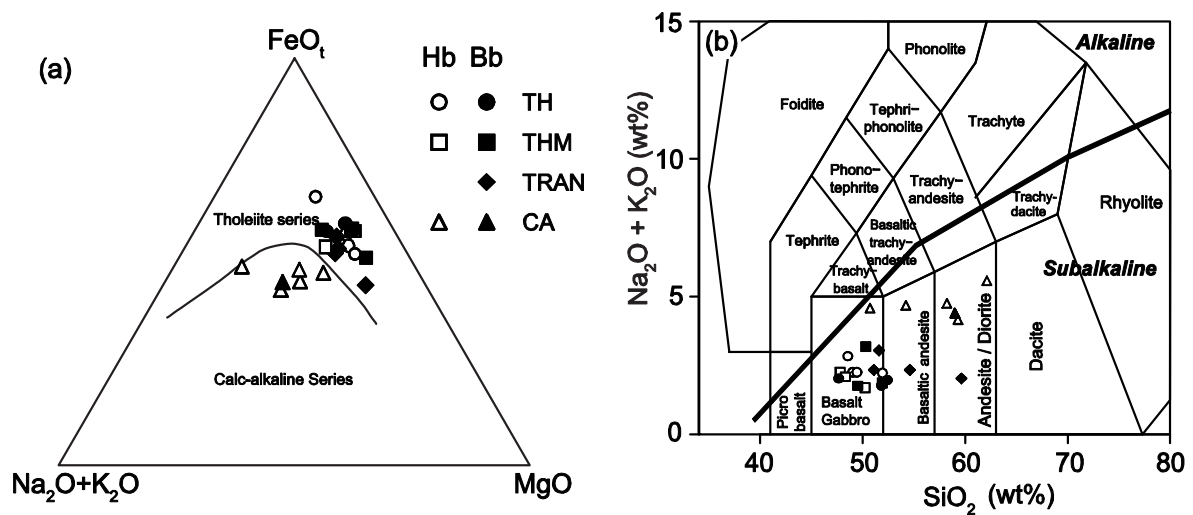 (a)
FeOt
Hb Bb
TH
THM
TRAN
CA
Tholeiite series
Calc-alkaline Series
Na2O+K2O
MgO
(b)
Na2O + K2O (wt%)
15
10
5
0
40
50
60
70
80
SiO2 (wt%)
Alkaline
Subalkaline
Foidite
Phonolite
Tephri-
phonolite
Phono-
tephrite
Tephrite
Trachyte
Trachy-
andesite
Basaltic
trachy-
andesite
Trachy-
basalt
Trachy-
dacite
Rhyolite
Picro
basalt
Basalt
Gabbro
Basaltic andesite
Andesite / Diorite
Dacite